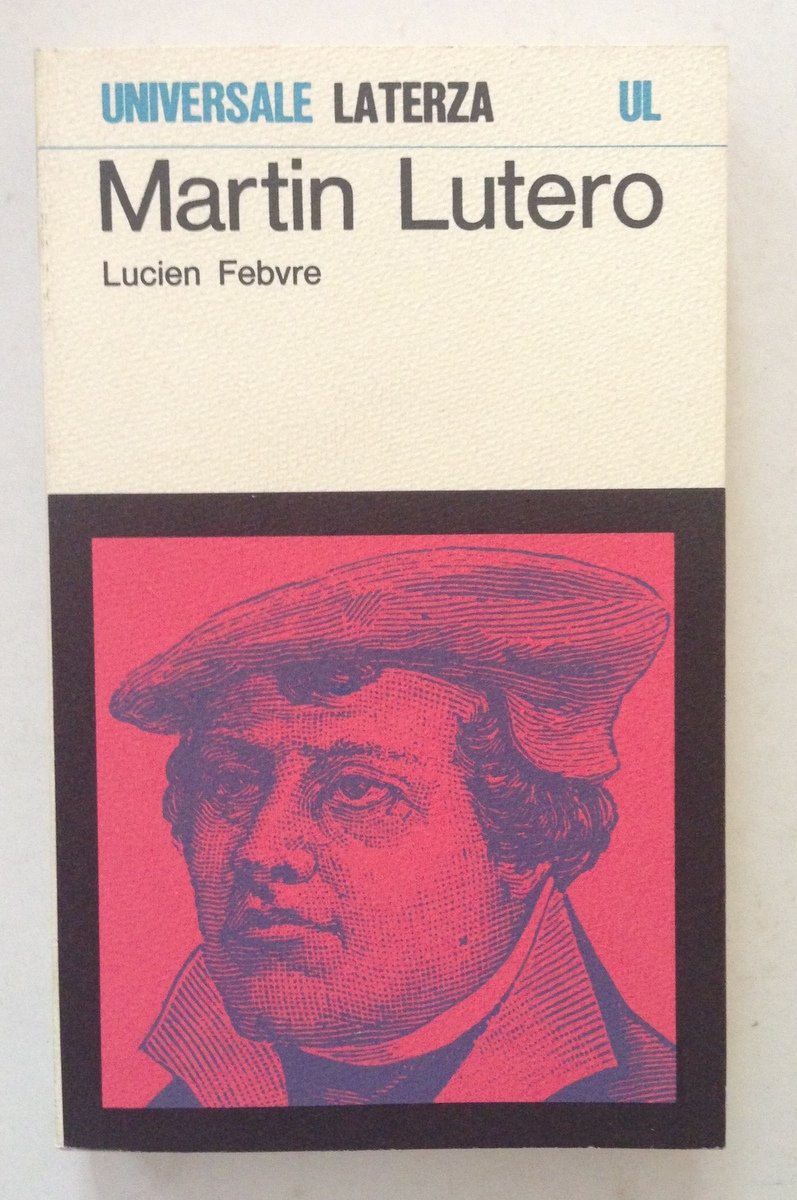 UNIVERSALE LATERZA UL
Martin Lutero
Lucien Febvre